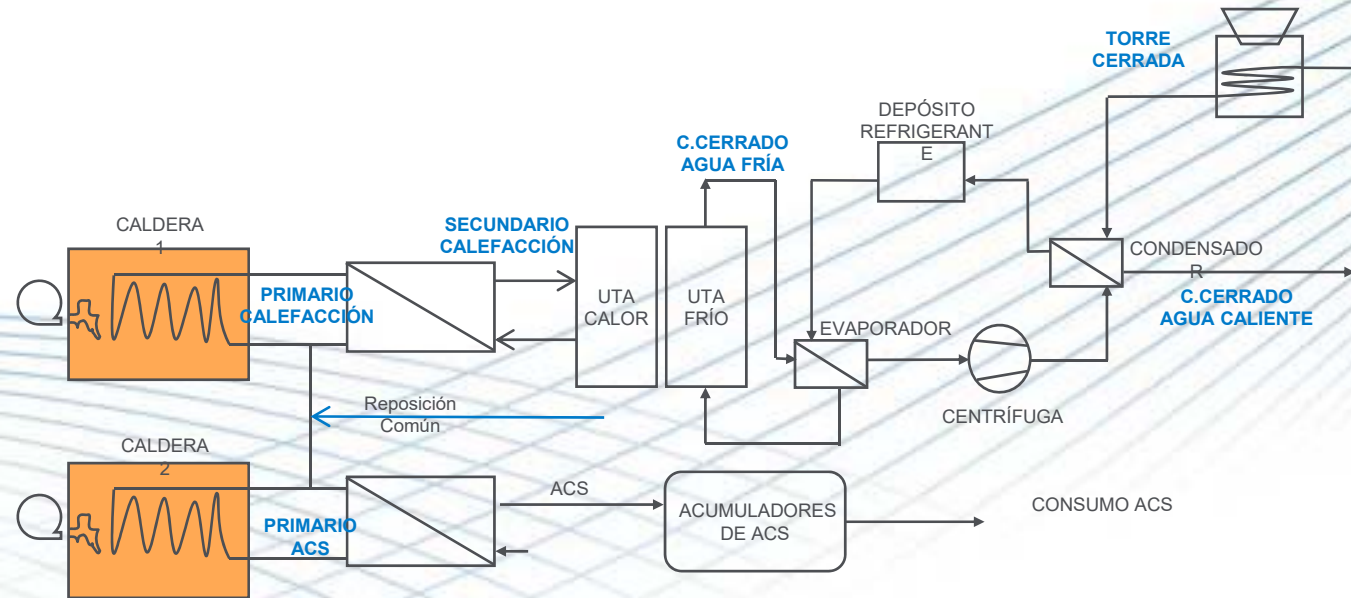 TORRE
CERRADA
DEPÓSITO
REFRIGERANT
E
C.CERRADO
AGUA FRÍA
CALDERA
1
SECUNDARIO
CALEFACCIÓN
PRIMARIO
CALEFACCIÓN
UTA
CALOR
UTA
FRÍO
CONDENSADO
R
C.CERRADO
AGUA CALIENTE
EVAPORADOR
CENTRÍFUGA
Reposición
Común
CALDERA
2
PRIMARIO
ACS
ACS
ACUMULADORES
DE ACS
CONSUMO ACS